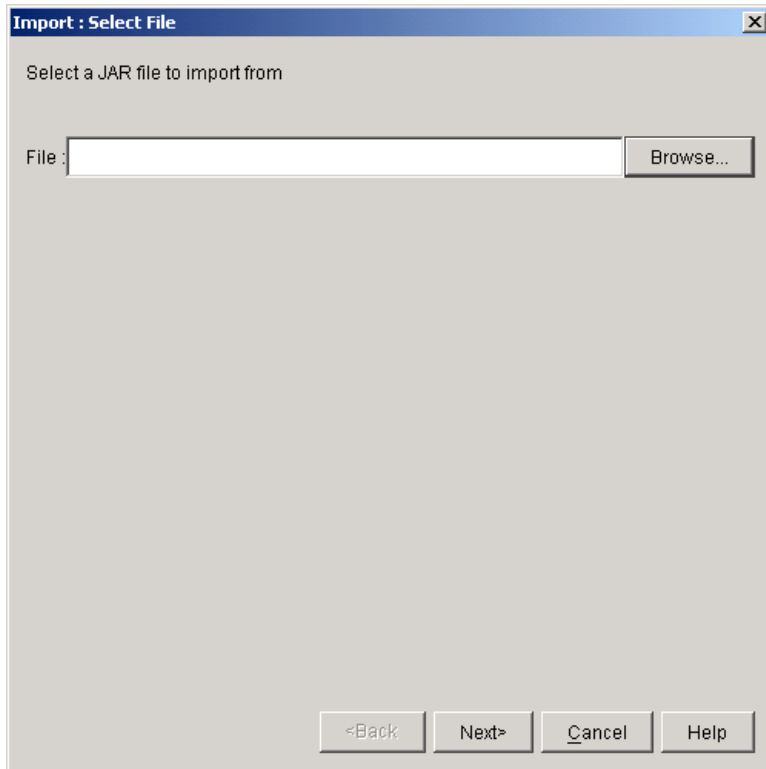 Import : Select File
Select a JAR file to import from
File : Browse...
<Back Next> Cancel Help